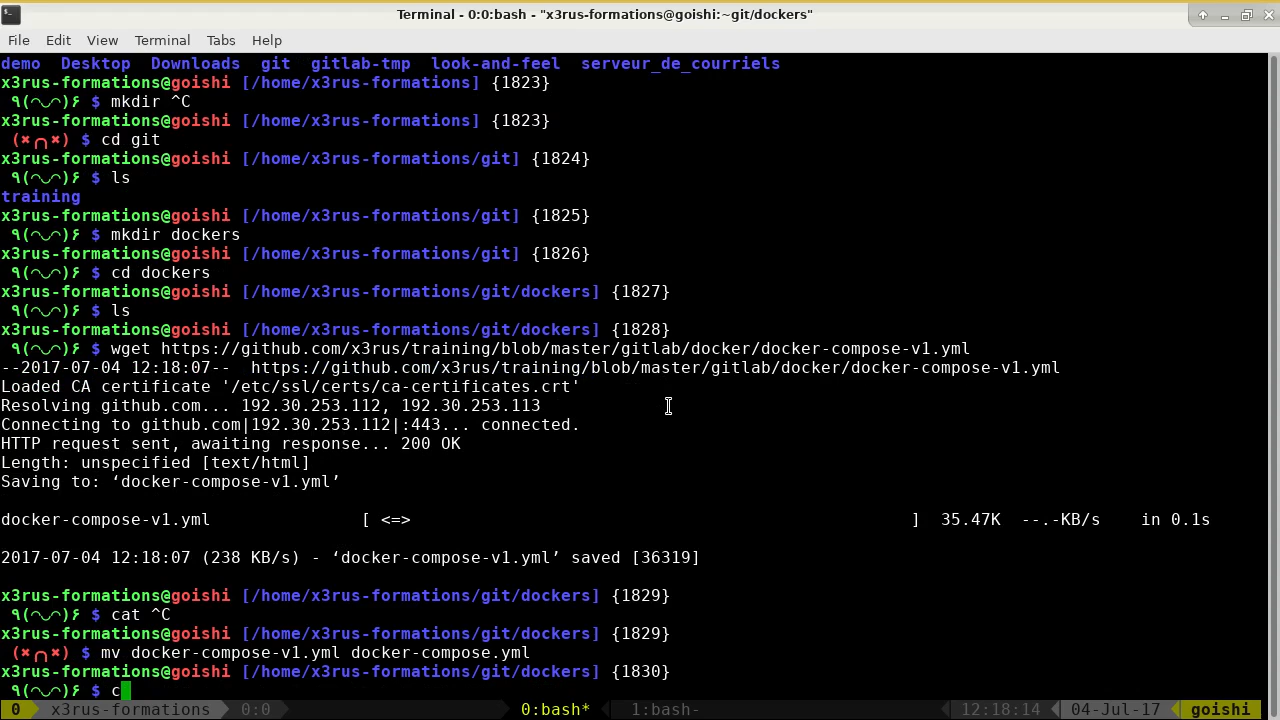 Terminal - 0:0:bash - "x3rus-formations@goishi:~git/dockers"
File Edit View Terminal Tabs Help
demo Desktop Downloads git gitlab-tmp look-and-feel serveur_de_courriels
x3rus-formations@goishi [/home/x3rus-formations] {1823}
٩(◠◡◠)۶ $ mkdir ^C
x3rus-formations@goishi [/home/x3rus-formations] {1823}
(✖╭╮✖) $ cd git
x3rus-formations@goishi [/home/x3rus-formations/git] {1824}
٩(◠◡◠)۶ $ ls
training
x3rus-formations@goishi [/home/x3rus-formations/git] {1825}
٩(◠◡◠)۶ $ mkdir dockers
x3rus-formations@goishi [/home/x3rus-formations/git] {1826}
٩(◠◡◠)۶ $ cd dockers
x3rus-formations@goishi [/home/x3rus-formations/git/dockers] {1827}
٩(◠◡◠)۶ $ ls
x3rus-formations@goishi [/home/x3rus-formations/git/dockers] {1828}
٩(◠◡◠)۶ $ wget https://github.com/x3rus/training/blob/master/gitlab/docker/docker-compose-v1.yml
--2017-07-04 12:18:07-- https://github.com/x3rus/training/blob/master/gitlab/docker/docker-compose-v1.yml
Loaded CA certificate '/etc/ssl/certs/ca-certificates.crt'
Resolving github.com... 192.30.253.112, 192.30.253.113
Connecting to github.com|192.30.253.112|:443... connected.
HTTP request sent, awaiting response... 200 OK
Length: unspecified [text/html]
Saving to: ‘docker-compose-v1.yml’
docker-compose-v1.yml [ <=> ] 35.47K --.-KB/s in 0.1s
2017-07-04 12:18:07 (238 KB/s) - ‘docker-compose-v1.yml’ saved [36319]
x3rus-formations@goishi [/home/x3rus-formations/git/dockers] {1829}
٩(◠◡◠)۶ $ cat ^C
x3rus-formations@goishi [/home/x3rus-formations/git/dockers] {1829}
(✖╭╮✖) $ mv docker-compose-v1.yml docker-compose.yml
x3rus-formations@goishi [/home/x3rus-formations/git/dockers] {1830}
٩(◠◡◠)۶ $ c
0 x3rus-formations 0:0 0:bash* 1:bash- 12:18:14 04-Jul-17 goishi